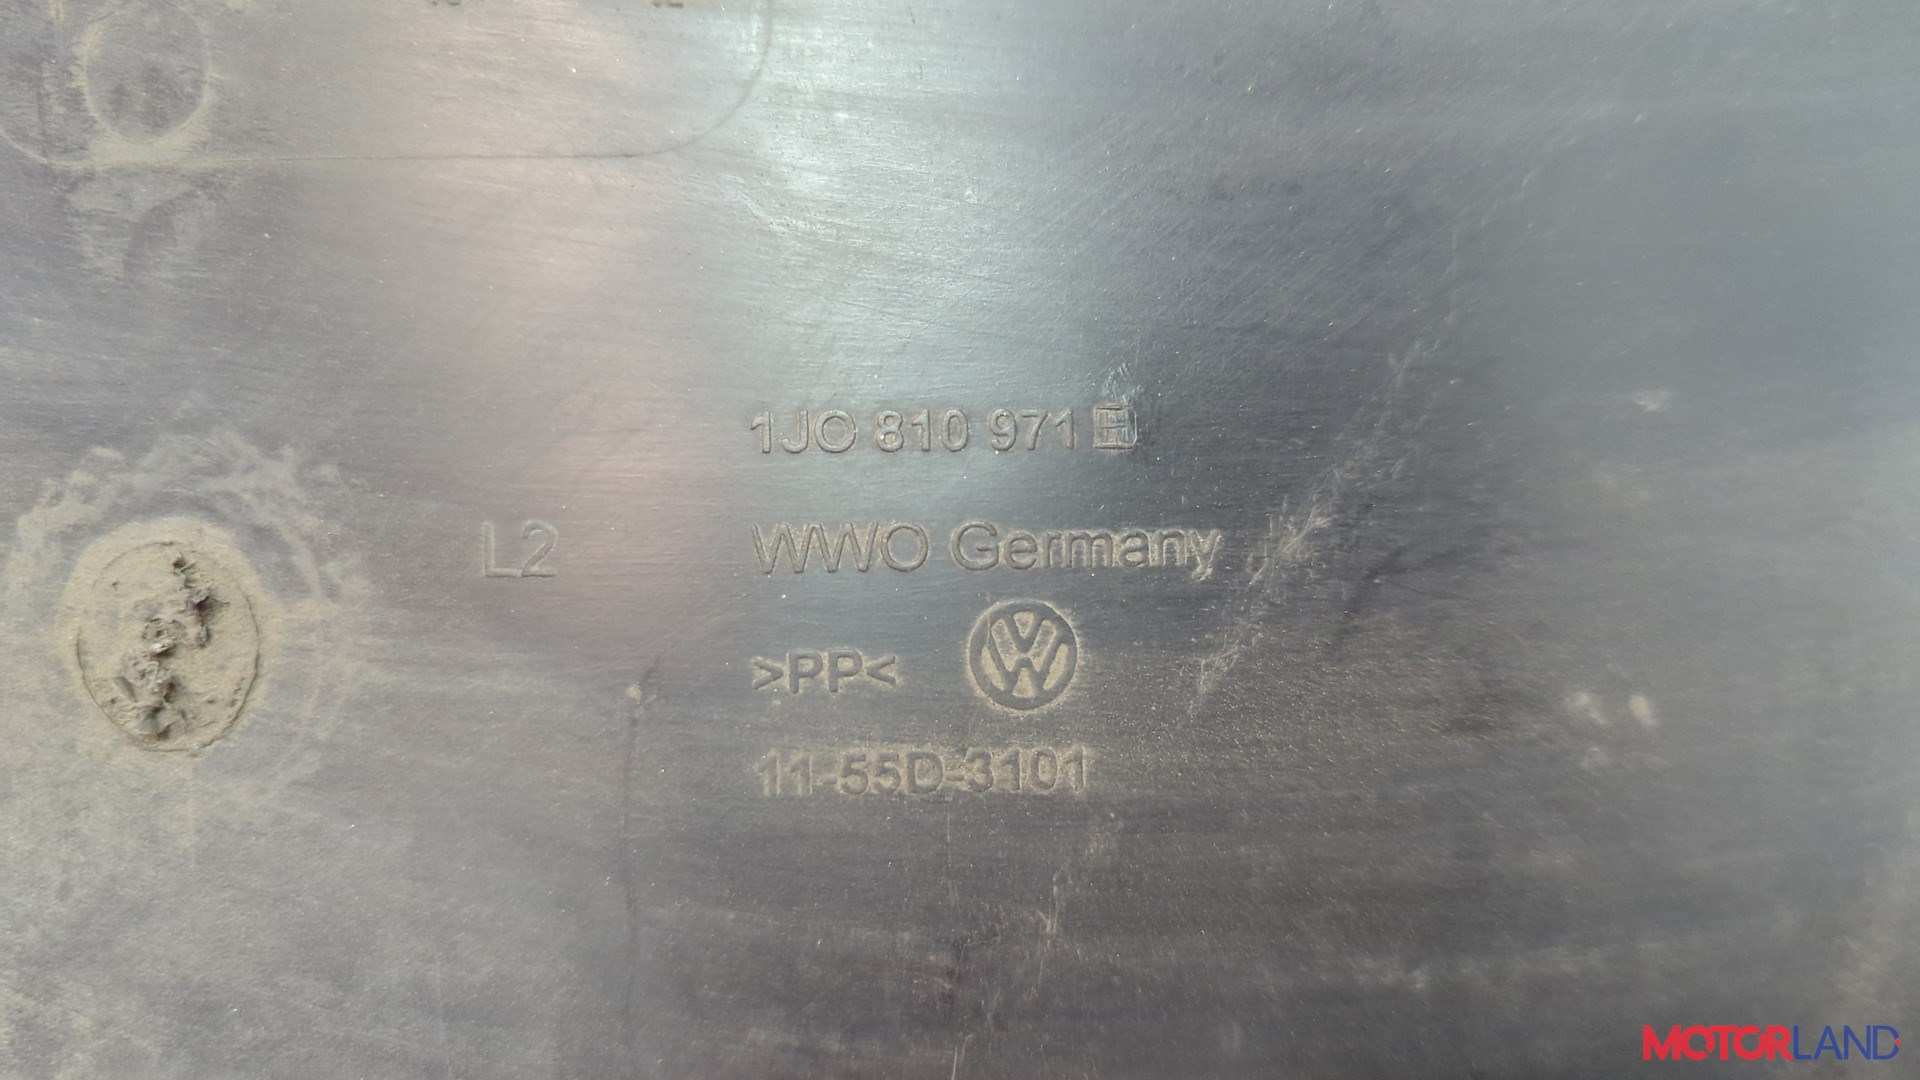 1JO 810 971 H
L2 WWO Germany
>PP<
11-55D-3101
MOTORLAND